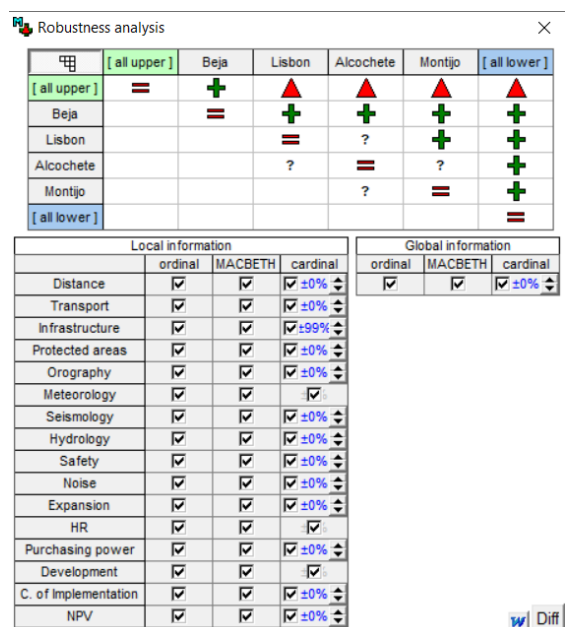 Robustness analysis
[ all upper ] Beja Lisbon Alcochete Montijo [ all lower ]
[ all upper ]
Beja
Lisbon ?
Alcochete ? ?
Montijo ?
[ all lower ]
Local information
ordinal MACBETH cardinal
Distance ±0%
Transport ±0%
Infrastructure ±99%
Protected areas ±0%
Orography ±0%
Meteorology
Seismology ±0%
Hydrology ±0%
Safety ±0%
Noise ±0%
Expansion ±0%
HR
Purchasing power ±0%
Development
C. of Implementation ±0%
NPV ±0%
Global information
ordinal MACBETH cardinal
±0%
Diff